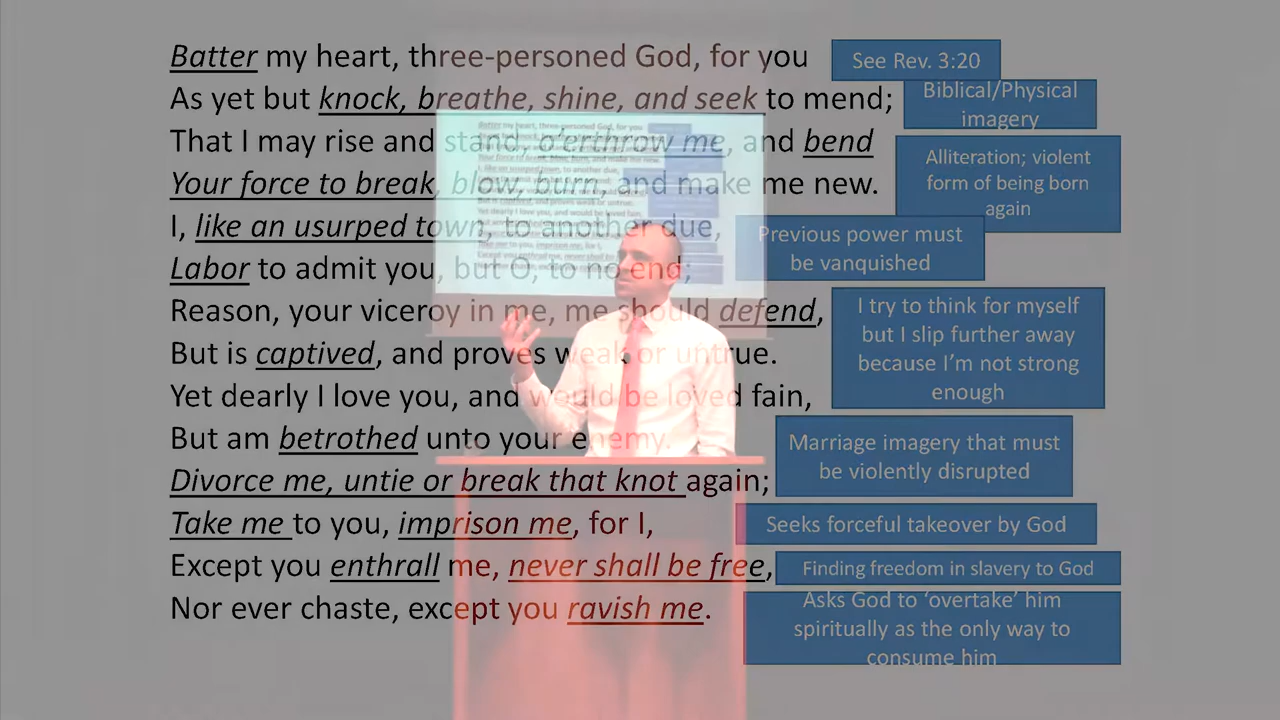 Batter my heart, three-personed God, for you
See Rev. 3:20
As yet but knock, breathe, shine, and seek to mend;
Biblical/Physical
imagery
That I may rise and stand, o'erthrow me, and bend
Your force to break, blow, burn, and make me new.
Alliteration; violent
form of being born
again
I, like an usurped town, to another due,
Previous power must
be vanquished
Labor to admit you, but O, to no end;
Reason, your viceroy in me, me should defend,
But is captived, and proves weak or untrue.
I try to think for myself
but I slip further away
because I'm not strong
enough
Yet dearly I love you, and would be loved fain,
But am betrothed unto your enemy.
Divorce me, untie or break that knot again;
Marriage imagery that must
be violently disrupted
Take me to you, imprison me, for I,
Seeks forceful takeover by God
Except you enthrall me, never shall be free,
Finding freedom in slavery to God
Nor ever chaste, except you ravish me.
Asks God to 'overtake' him
spiritually as the only way to
consume him